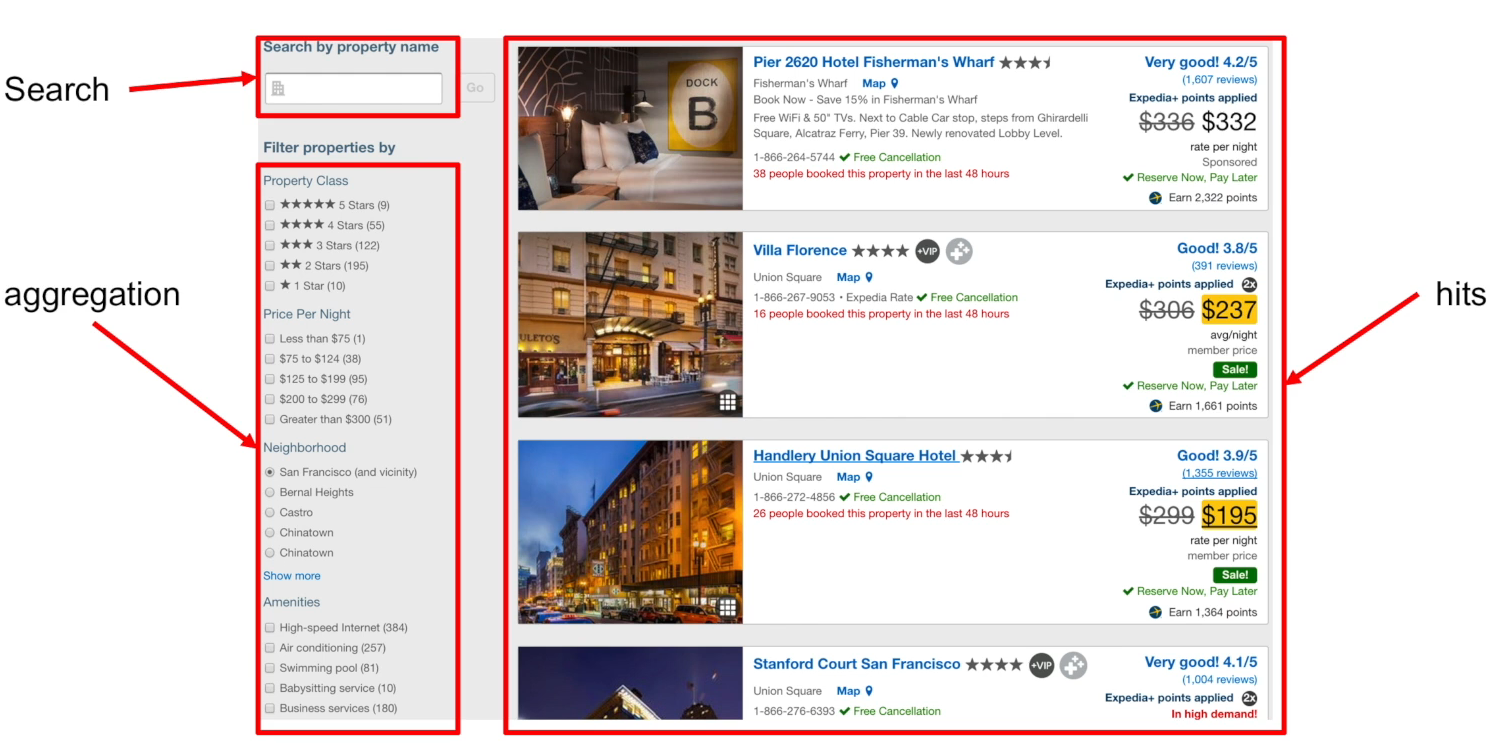 Search
aggregation
hits
Search by property name
Go
Filter properties by
Property Class
★★★★★ 5 Stars (9)
★★★★ 4 Stars (55)
★★★ 3 Stars (122)
★★ 2 Stars (195)
★ 1 Star (10)
Price Per Night
Less than $75 (1)
$75 to $124 (38)
$125 to $199 (95)
$200 to $299 (76)
Greater than $300 (51)
Neighborhood
San Francisco (and vicinity)
Bernal Heights
Castro
Chinatown
Chinatown
Show more
Amenities
High-speed Internet (384)
Air conditioning (257)
Swimming pool (81)
Babysitting service (10)
Business services (180)
DOCK
B
Pier 2620 Hotel Fisherman's Wharf
Fisherman's Wharf Map
Book Now - Save 15% in Fisherman's Wharf
Free WiFi & 50" TVs. Next to Cable Car stop, steps from Ghirardelli
Square, Alcatraz Ferry, Pier 39. Newly renovated Lobby Level.
1-866-264-5744 ✔ Free Cancellation
38 people booked this property in the last 48 hours
Very good! 4.2/5
(1,607 reviews)
Expedia+ points applied
$336 $332
rate per night
Sponsored
✔ Reserve Now, Pay Later
Earn 2,322 points
ULETO'S
Villa Florence ★★★★ +VIP
Union Square Map
1-866-267-9053 • Expedia Rate ✔ Free Cancellation
16 people booked this property in the last 48 hours
Good! 3.8/5
(391 reviews)
Expedia+ points applied 2x
$306 $237
avg/night
member price
Sale!
✔ Reserve Now, Pay Later
Earn 1,661 points
Handlery Union Square Hotel
Union Square Map
1-866-272-4856 ✔ Free Cancellation
26 people booked this property in the last 48 hours
Good! 3.9/5
(1,355 reviews)
Expedia+ points applied
$299 $195
rate per night
member price
Sale!
✔ Reserve Now, Pay Later
Earn 1,364 points
Stanford Court San Francisco ★★★★ +VIP
Union Square Map
1-866-276-6393 ✔ Free Cancellation
Very good! 4.1/5
(1,004 reviews)
Expedia+ points applied 2x
In high demand!